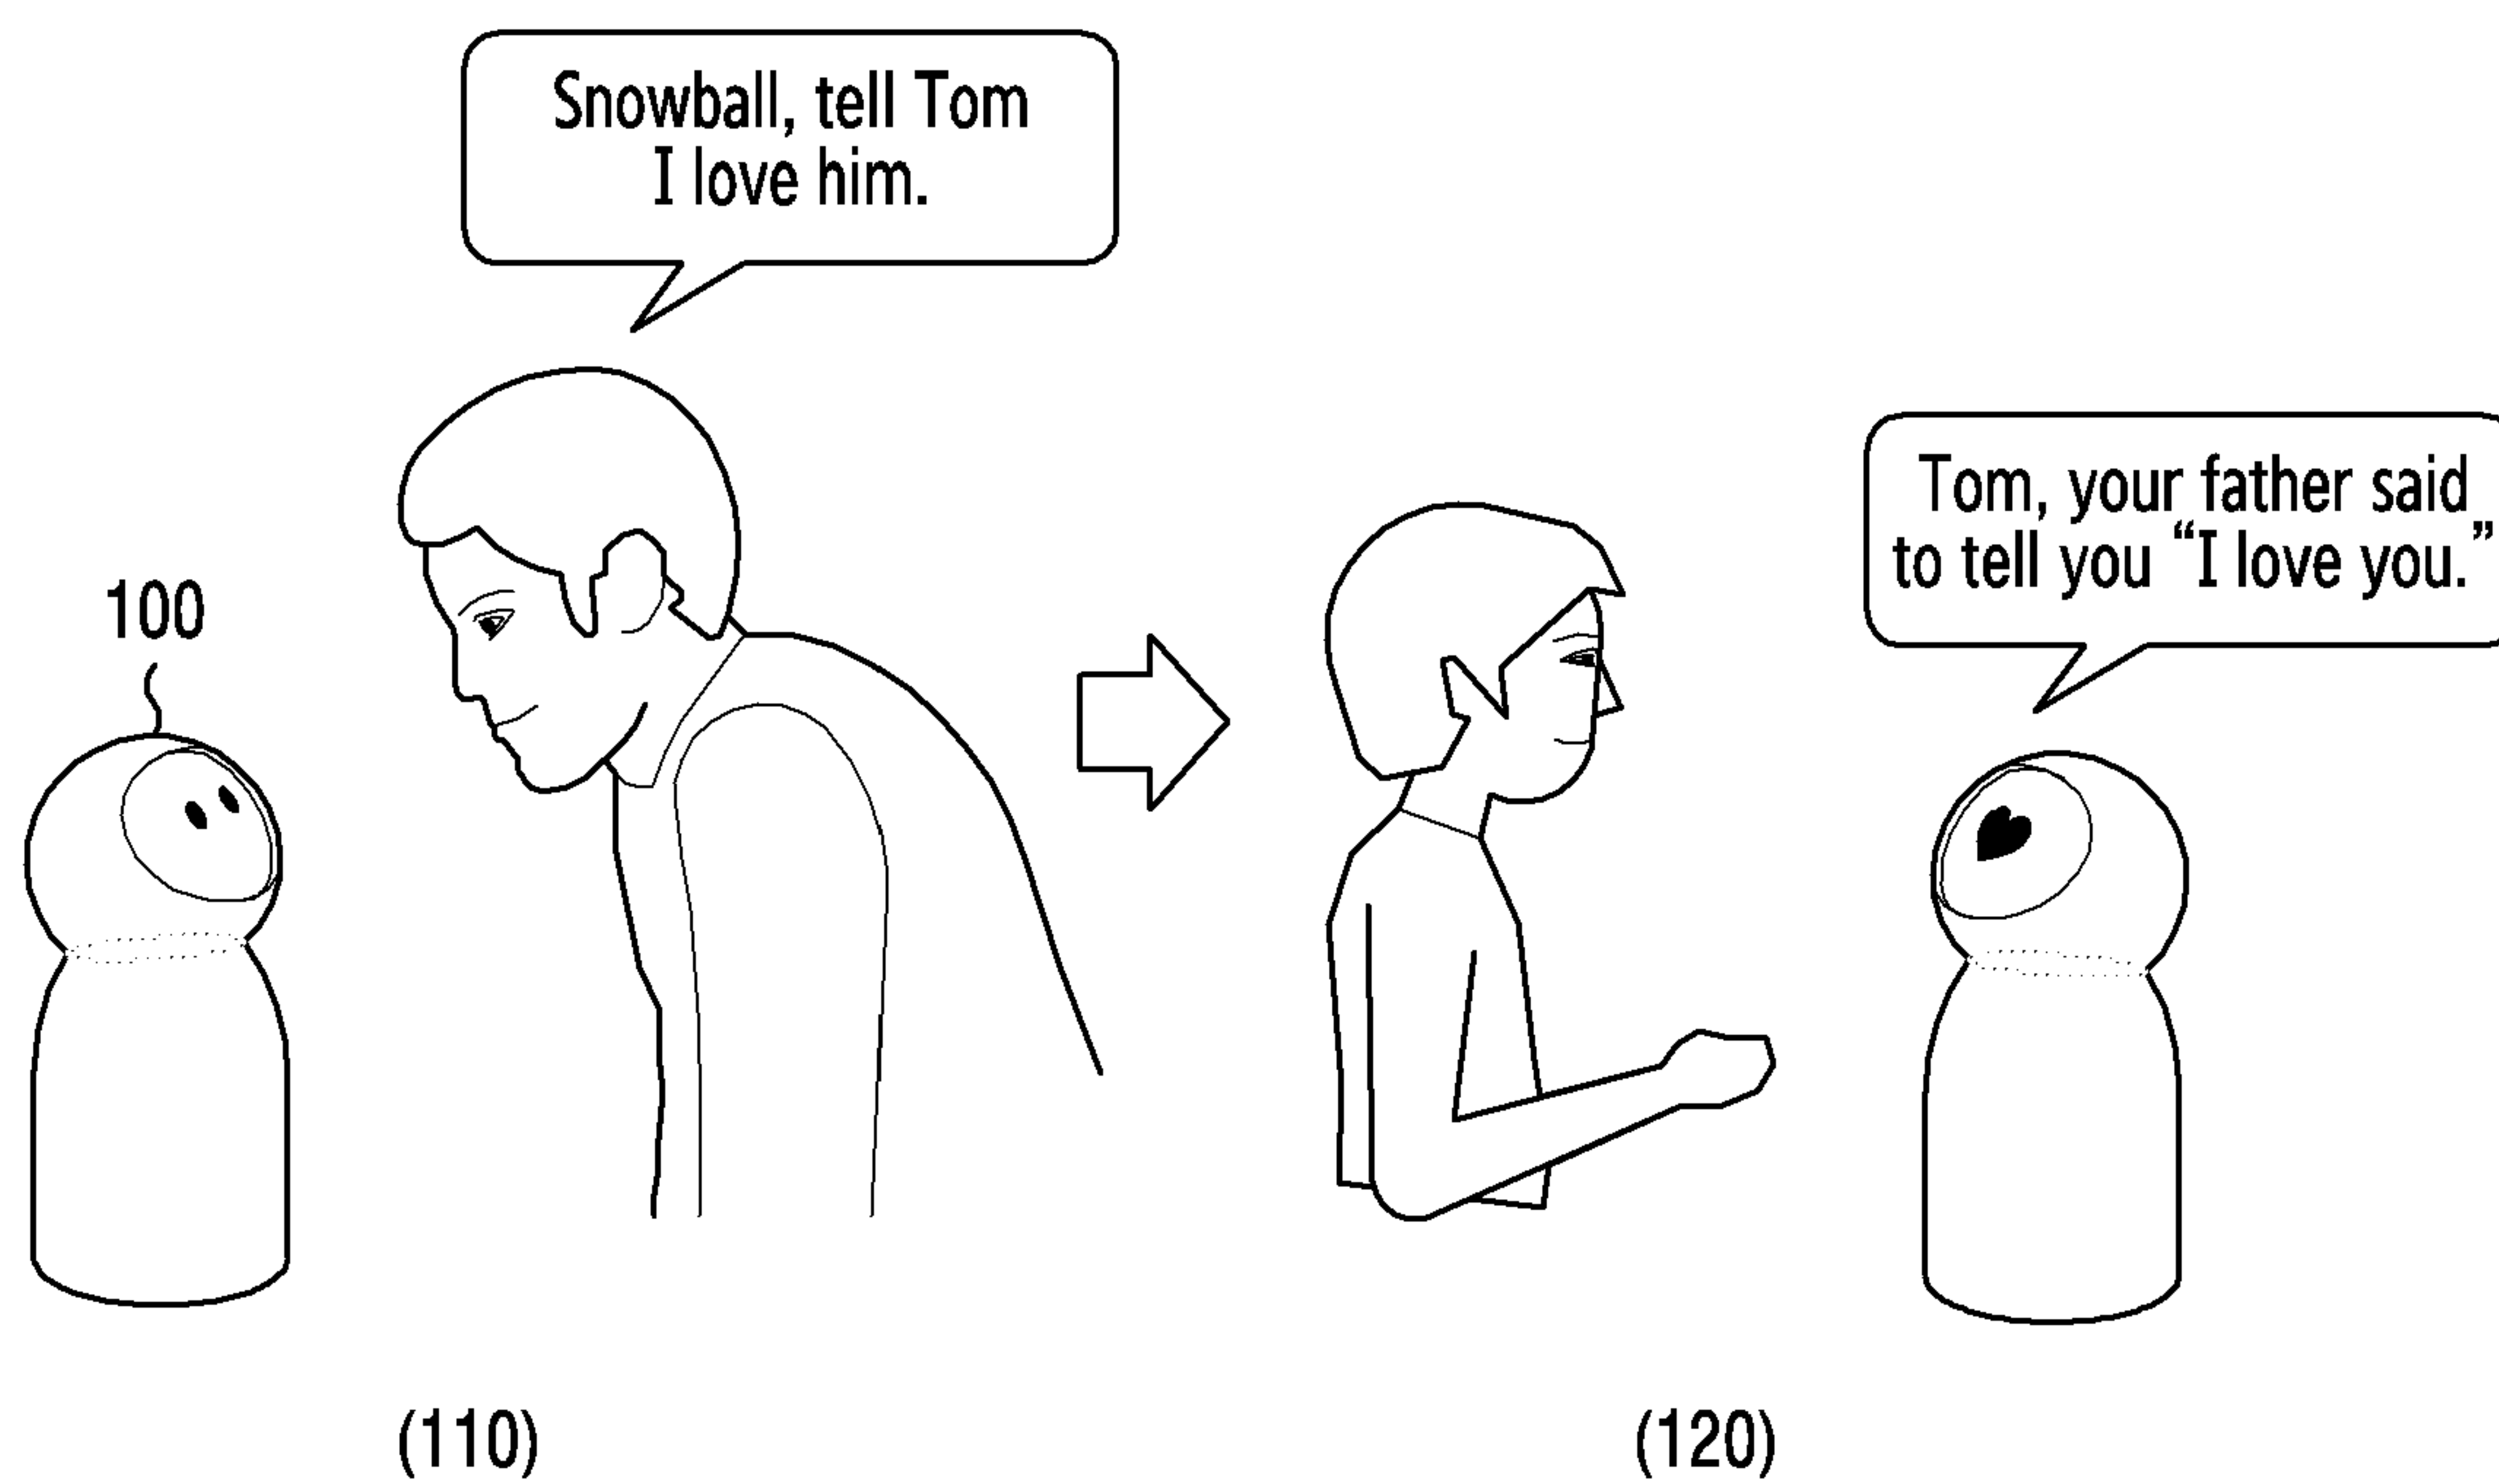 Snowball, tell Tom
I love him.
Tom, your father said
to tell you “I love you.”
100
(110)
(120)